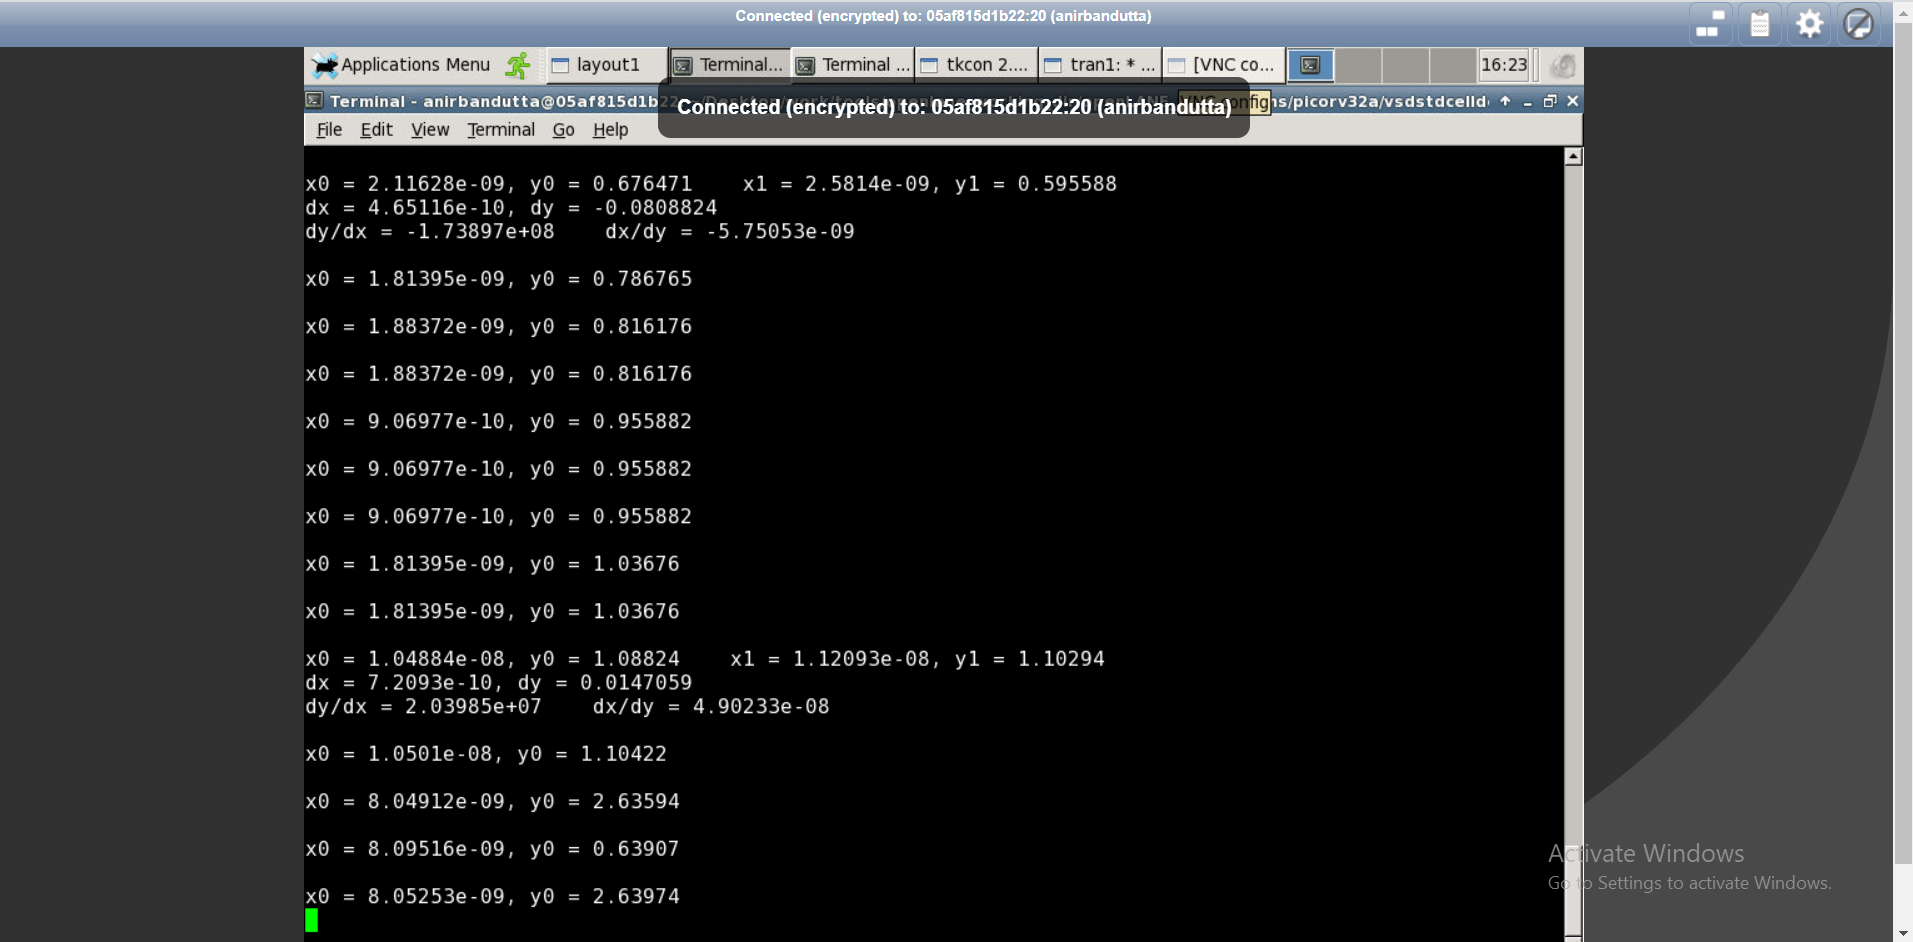 Connected (encrypted) to: 05af815d1b22:20 (anirbandutta)
Applications Menu layout1 Terminal... Terminal ... tkcon 2.... tran1: * ... [VNC co... 16:23
Terminal - anirbandutta@05af815d1b22 ns/picorv32a/vsdstdcelld
Connected (encrypted) to: 05af815d1b22:20 (anirbandutta)
File Edit View Terminal Go Help
x0 = 2.11628e-09, y0 = 0.676471 x1 = 2.5814e-09, y1 = 0.595588
dx = 4.65116e-10, dy = -0.0808824
dy/dx = -1.73897e+08 dx/dy = -5.75053e-09
x0 = 1.81395e-09, y0 = 0.786765
x0 = 1.88372e-09, y0 = 0.816176
x0 = 1.88372e-09, y0 = 0.816176
x0 = 9.06977e-10, y0 = 0.955882
x0 = 9.06977e-10, y0 = 0.955882
x0 = 9.06977e-10, y0 = 0.955882
x0 = 1.81395e-09, y0 = 1.03676
x0 = 1.81395e-09, y0 = 1.03676
x0 = 1.04884e-08, y0 = 1.08824 x1 = 1.12093e-08, y1 = 1.10294
dx = 7.2093e-10, dy = 0.0147059
dy/dx = 2.03985e+07 dx/dy = 4.90233e-08
x0 = 1.0501e-08, y0 = 1.10422
x0 = 8.04912e-09, y0 = 2.63594
x0 = 8.09516e-09, y0 = 0.63907
x0 = 8.05253e-09, y0 = 2.63974
Activate Windows
Go to Settings to activate Windows.